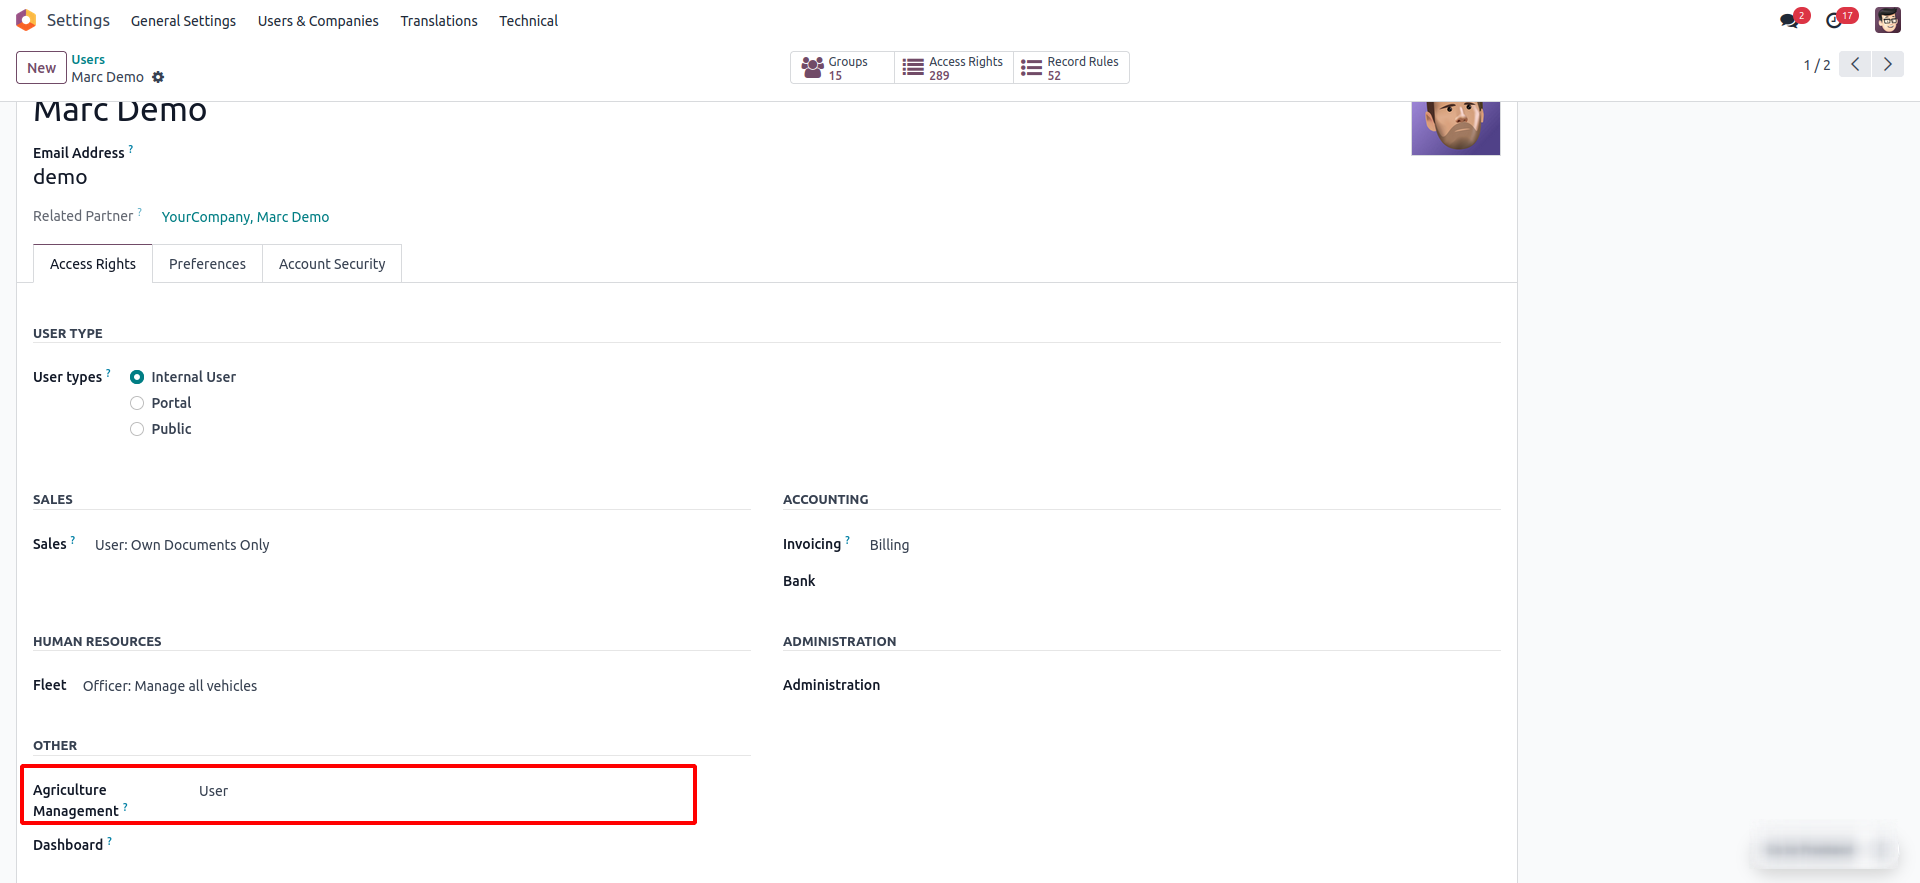 Settings General Settings Users & Companies Translations Technical 2 17
New Users Groups 15 Access Rights 289 Record Rules 52 1 / 2
Marc Demo
Marc Demo
Email Address ?
demo
Related Partner ? YourCompany, Marc Demo
Access Rights Preferences Account Security
USER TYPE
User types ? Internal User
Portal
Public
SALES ACCOUNTING
Sales ? User: Own Documents Only Invoicing ? Billing
Bank
HUMAN RESOURCES ADMINISTRATION
Fleet Officer: Manage all vehicles Administration
OTHER
Agriculture User
Management ?
Dashboard ?